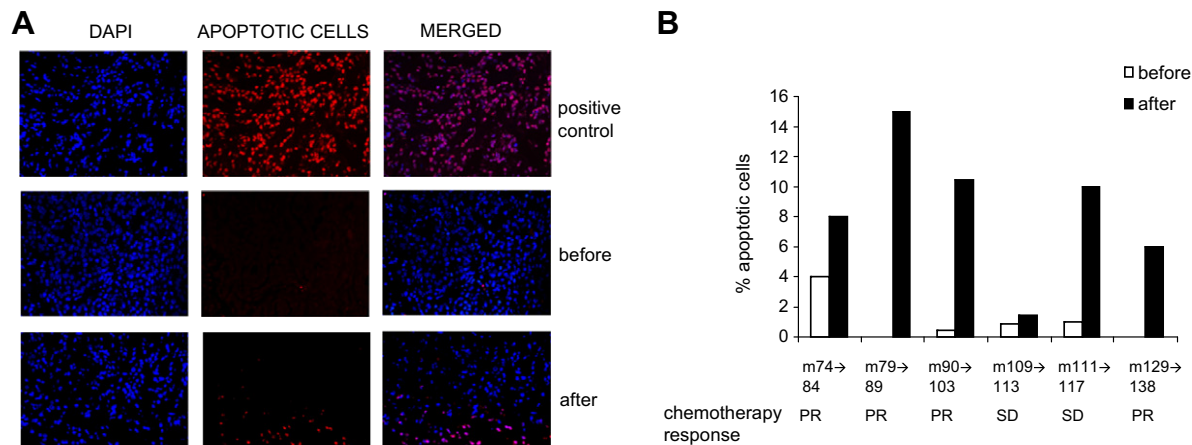 A
DAPI
APOPTOTIC CELLS
MERGED
positive
control
before
after
B
before
after
16
14
12
10
8
6
4
2
0
% apoptotic cells
m74→ m79→ m90→ m109→ m111→ m129→
84 89 103 113 117 138
chemotherapy
response
PR PR PR SD SD PR